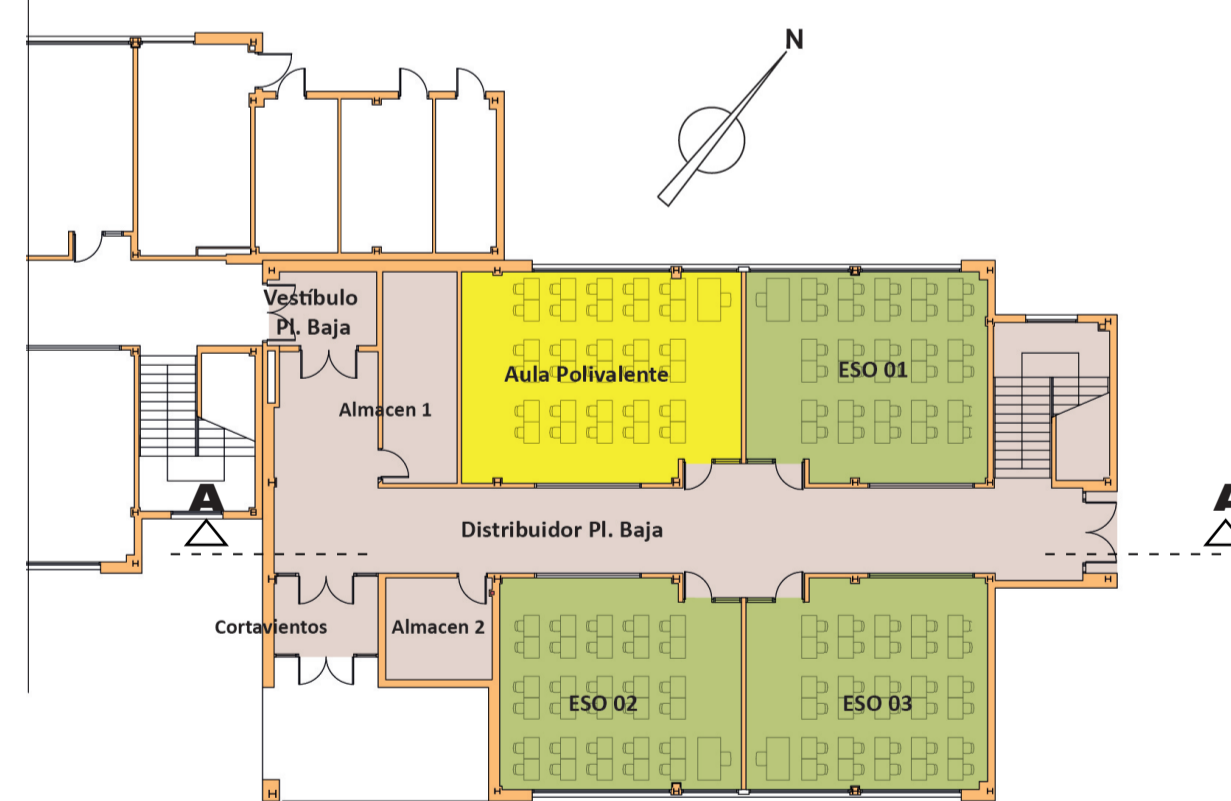 N
Vestíbulo
Pl. Baja
Aula Polivalente
ESO 01
Almacen 1
A
A
Distribuidor Pl. Baja
Cortavientos
Almacen 2
ESO 02
ESO 03